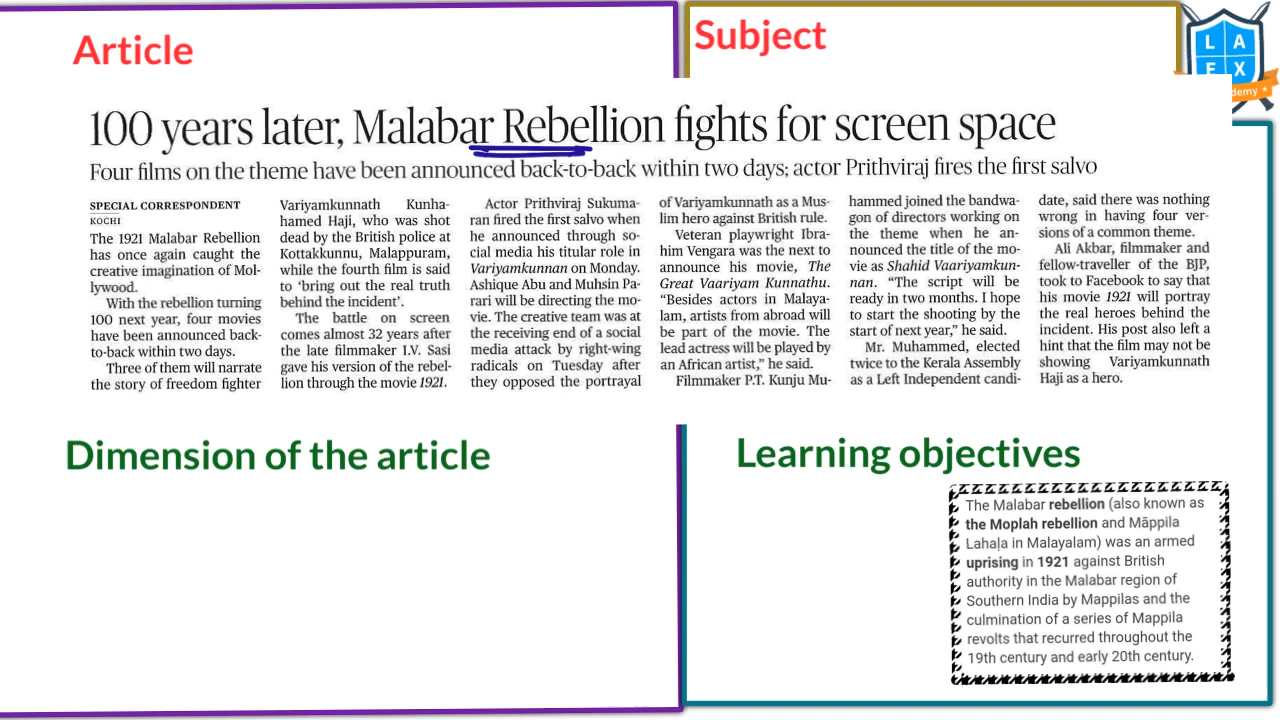 Article
Subject
L A
E X
demy
100 years later, Malabar Rebellion fights for screen space
Four films on the theme have been announced back-to-back within two days; actor Prithviraj fires the first salvo
SPECIAL CORRESPONDENT
KOCHI
The 1921 Malabar Rebellion
has once again caught the
creative imagination of Mol-
lywood.
With the rebellion turning
100 next year, four movies
have been announced back-
to-back within two days.
Three of them will narrate
the story of freedom fighter
Variyamkunnath Kunha-
hamed Haji, who was shot
dead by the British police at
Kottakkunnu, Malappuram,
while the fourth film is said
to ‘bring out the real truth
behind the incident’.
The battle on screen
comes almost 32 years after
the late filmmaker I.V. Sasi
gave his version of the rebel-
lion through the movie 1921.
Actor Prithviraj Sukuma-
ran fired the first salvo when
he announced through so-
cial media his titular role in
Variyamkunnan on Monday.
Ashique Abu and Muhsin Pa-
rari will be directing the mo-
vie. The creative team was at
the receiving end of a social
media attack by right-wing
radicals on Tuesday after
they opposed the portrayal
of Variyamkunnath as a Mus-
lim hero against British rule.
Veteran playwright Ibra-
him Vengara was the next to
announce his movie, The
Great Vaariyam Kunnathu.
“Besides actors in Malaya-
lam, artists from abroad will
be part of the movie. The
lead actress will be played by
an African artist,” he said.
Filmmaker P.T. Kunju Mu-
hammed joined the bandwa-
gon of directors working on
the theme when he an-
nounced the title of the mo-
vie as Shahid Vaariyamkun-
nan. “The script will be
ready in two months. I hope
to start the shooting by the
start of next year,” he said.
Mr. Muhammed, elected
twice to the Kerala Assembly
as a Left Independent candi-
date, said there was nothing
wrong in having four ver-
sions of a common theme.
Ali Akbar, filmmaker and
fellow-traveller of the BJP,
took to Facebook to say that
his movie 1921 will portray
the real heroes behind the
incident. His post also left a
hint that the film may not be
showing Variyamkunnath
Haji as a hero.
Dimension of the article
Learning objectives
The Malabar rebellion (also known as
the Moplah rebellion and Māppila
Lahaḷa in Malayalam) was an armed
uprising in 1921 against British
authority in the Malabar region of
Southern India by Mappilas and the
culmination of a series of Mappila
revolts that recurred throughout the
19th century and early 20th century.